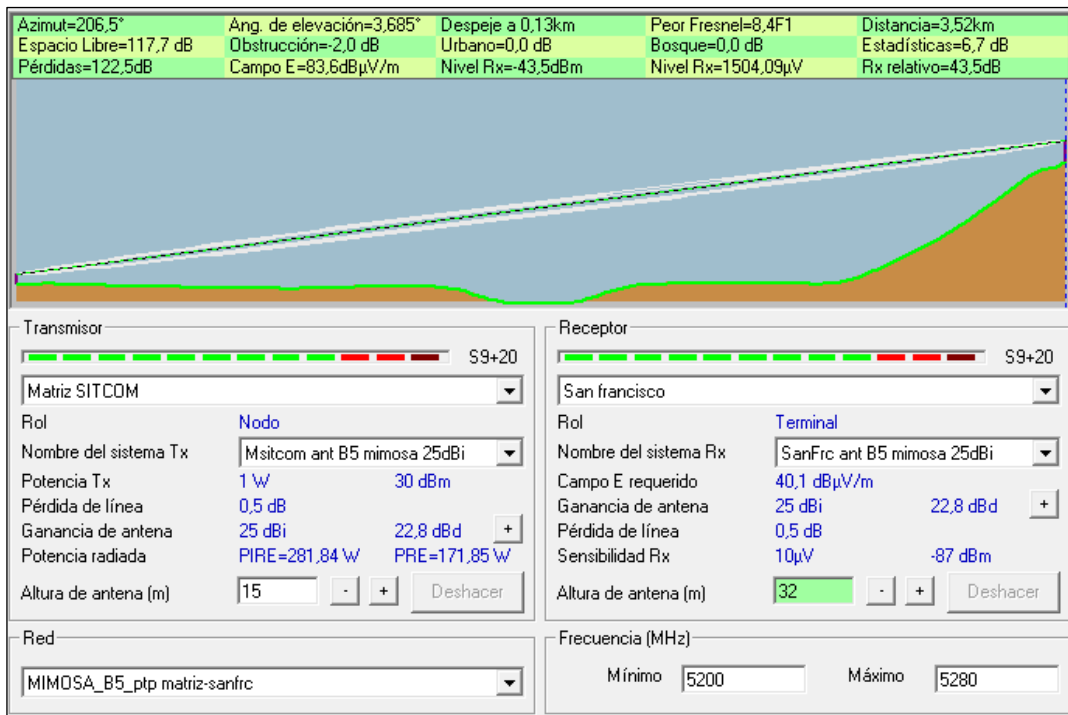 Azimut=206,5° Ang. de elevación=3,685° Despeje a 0,13km Peor Fresnel=8,4F1 Distancia=3,52km
Espacio Libre=117,7 dB Obstrucción=-2,0 dB Urbano=0,0 dB Bosque=0,0 dB Estadísticas=6,7 dB
Pérdidas=122,5dB Campo E=83,6dBµV/m Nivel Rx=-43,5dBm Nivel Rx=1504,09µV Rx relativo=43,5dB
Transmisor
S9+20
Matriz SITCOM
Rol Nodo
Nombre del sistema Tx Msitcom ant B5 mimosa 25dBi
Potencia Tx 1 W 30 dBm
Pérdida de línea 0,5 dB
Ganancia de antena 25 dBi 22,8 dBd +
Potencia radiada PIRE=281,84 W PRE=171,85 W
Altura de antena (m) 15 - + Deshacer
Receptor
S9+20
San francisco
Rol Terminal
Nombre del sistema Rx SanFrc ant B5 mimosa 25dBi
Campo E requerido 40,1 dBµV/m
Ganancia de antena 25 dBi 22,8 dBd +
Pérdida de línea 0,5 dB
Sensibilidad Rx 10µV -87 dBm
Altura de antena (m) 32 - + Deshacer
Red
MIMOSA_B5_ptp matriz-sanfrc
Frecuencia (MHz)
Mínimo 5200 Máximo 5280